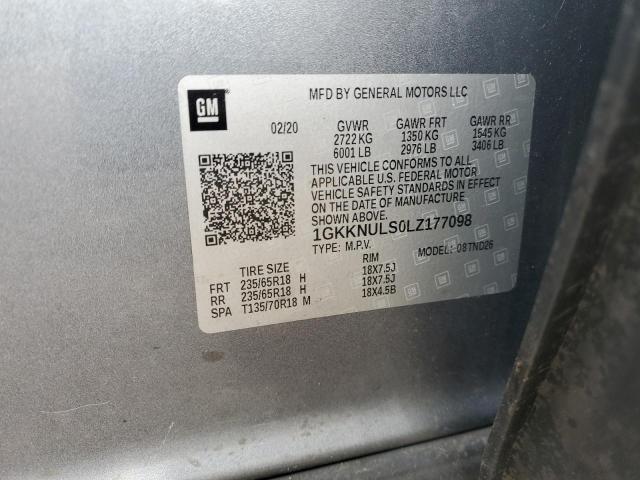 GM
MFD BY GENERAL MOTORS LLC
02/20 GVWR GAWR FRT GAWR RR
2722 KG 1350 KG 1545 KG
6001 LB 2976 LB 3406 LB
THIS VEHICLE CONFORMS TO ALL
APPLICABLE U.S. FEDERAL MOTOR
VEHICLE SAFETY STANDARDS IN EFFECT
ON THE DATE OF MANUFACTURE
SHOWN ABOVE.
1GKKNULS0LZ177098
TYPE: M.P.V. MODEL: 08TND26
TIRE SIZE RIM
FRT 235/65R18 H 18X7.5J
RR 235/65R18 H 18X7.5J
SPA T135/70R18 M 18X4.5B